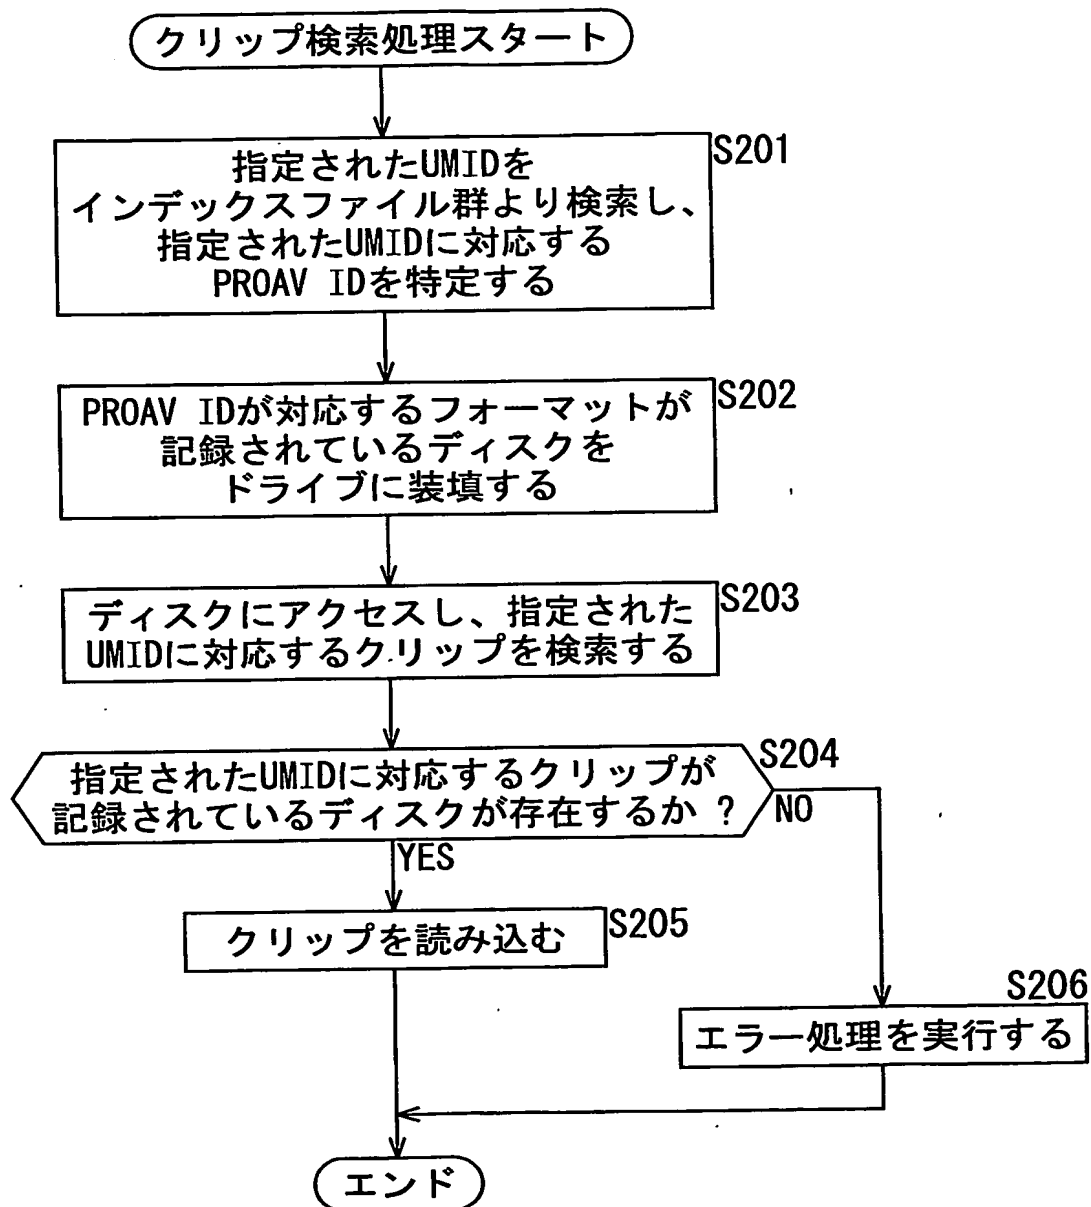 クリップ検索処理スタート
S201
指定されたUMIDを
インデックスファイル群より検索し、
指定されたUMIDに対応する
PROAV IDを特定する
S202
PROAV IDが対応するフォーマットが
記録されているディスクを
ドライブに装填する
S203
ディスクにアクセスし、指定された
UMIDに対応するクリップを検索する
S204
指定されたUMIDに対応するクリップが
記録されているディスクが存在するか ?
NO
YES
S205
クリップを読み込む
S206
エラー処理を実行する
エンド